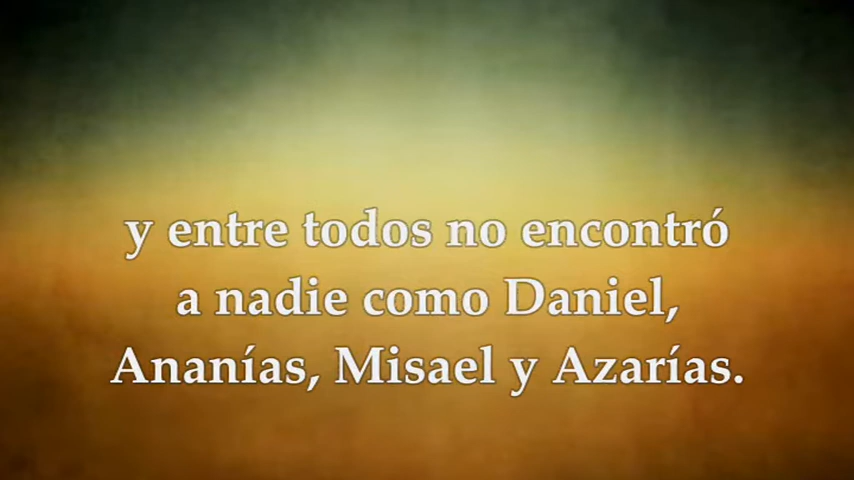 y entre todos no encontró
a nadie como Daniel,
Ananías, Misael y Azarías.